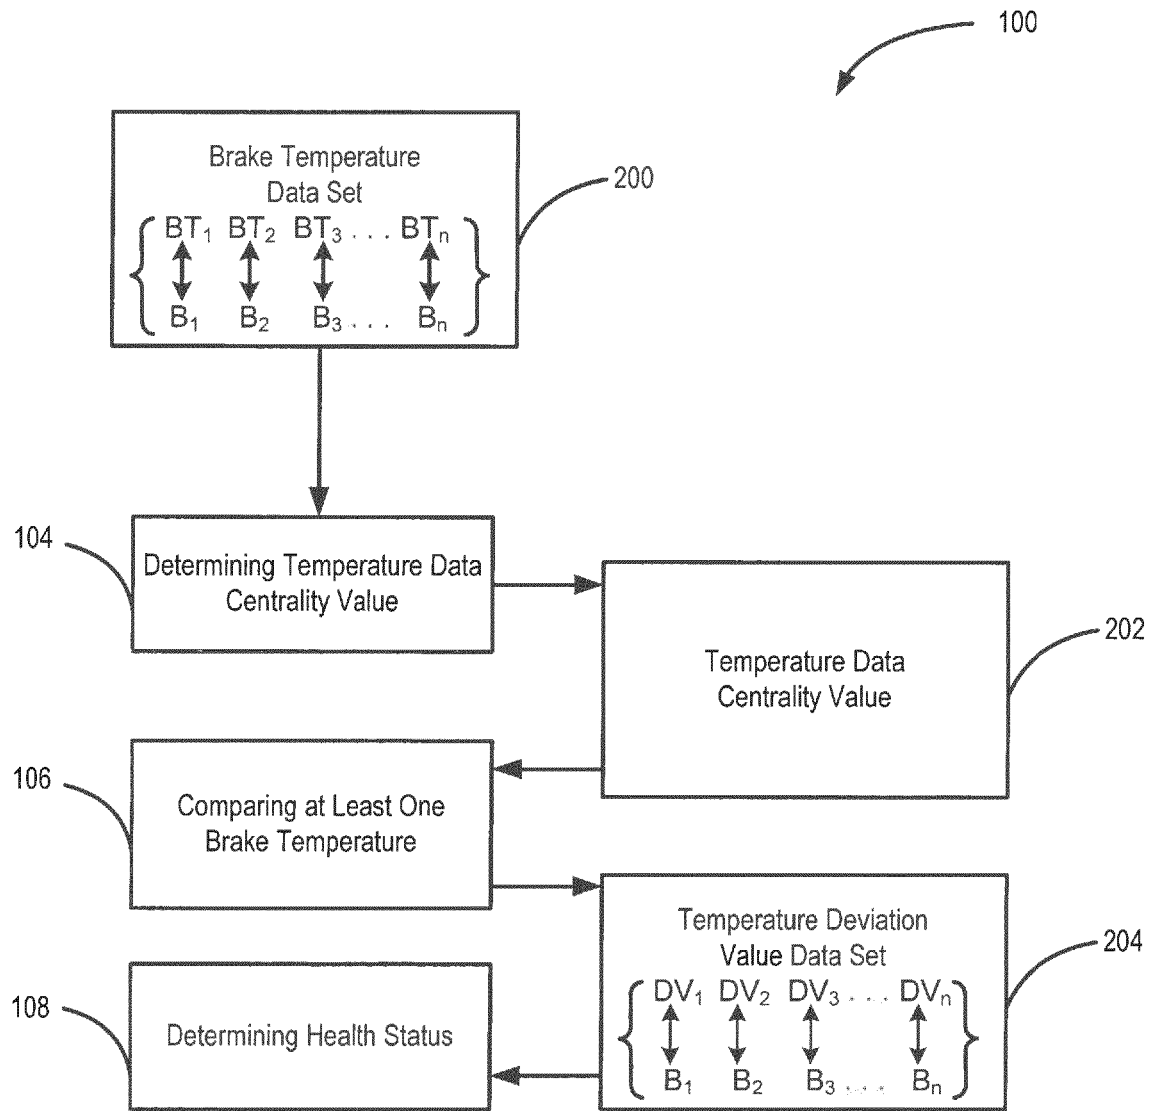 100
Brake Temperature
Data Set
200
BT1 BT2 BT3 ... BTn
B1 B2 B3 ... Bn
104
Determining Temperature Data
Centrality Value
202
Temperature Data
Centrality Value
106
Comparing at Least One
Brake Temperature
Temperature Deviation
Value Data Set
204
DV1 DV2 DV3 ... DVn
B1 B2 B3 ... Bn
108
Determining Health Status